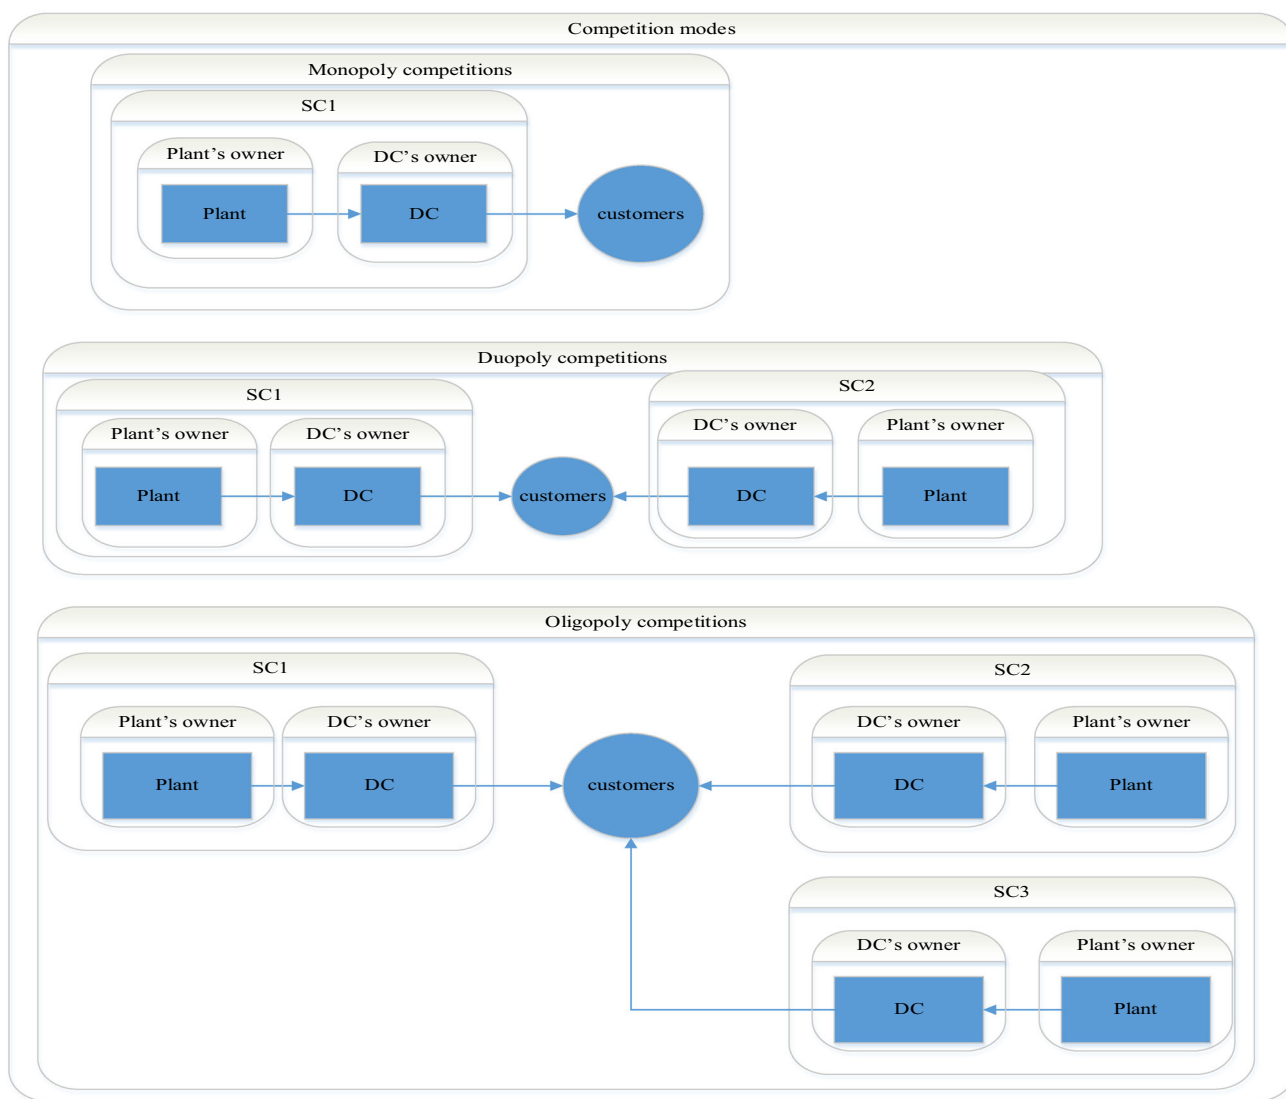 Competition modes
Monopoly competitions
SC1
Plant's owner
DC's owner
Plant
DC
customers
Duopoly competitions
SC1
SC2
Plant's owner
DC's owner
DC's owner
Plant's owner
Plant
DC
customers
DC
Plant
Oligopoly competitions
SC1
SC2
Plant's owner
DC's owner
DC's owner
Plant's owner
Plant
DC
customers
DC
Plant
SC3
DC's owner
Plant's owner
DC
Plant